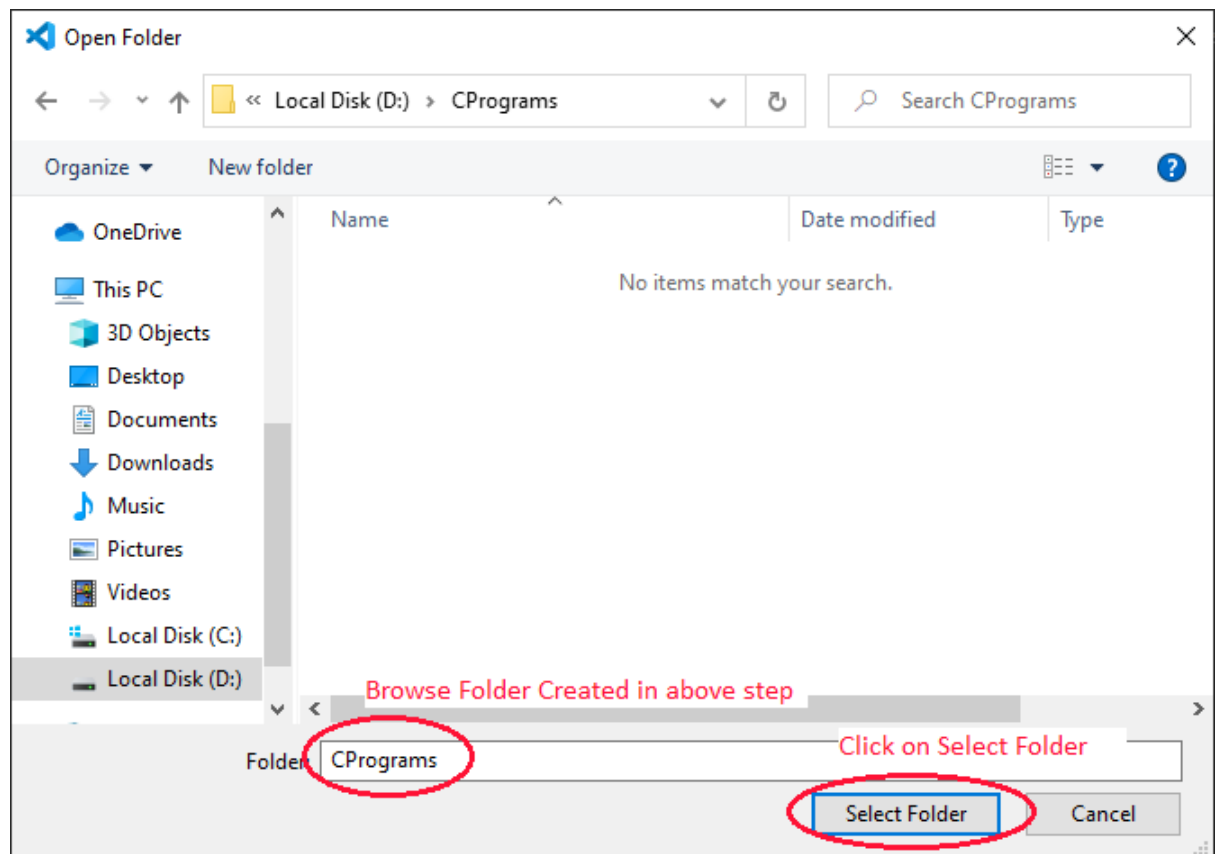 Open Folder
« Local Disk (D:) > CPrograms
Search CPrograms
Organize
New folder
?
Name
Date modified
Type
No items match your search.
OneDrive
This PC
3D Objects
Desktop
Documents
Downloads
Music
Pictures
Videos
Local Disk (C:)
Local Disk (D:)
Browse Folder Created in above step
Folder
CPrograms
Click on Select Folder
Select Folder
Cancel